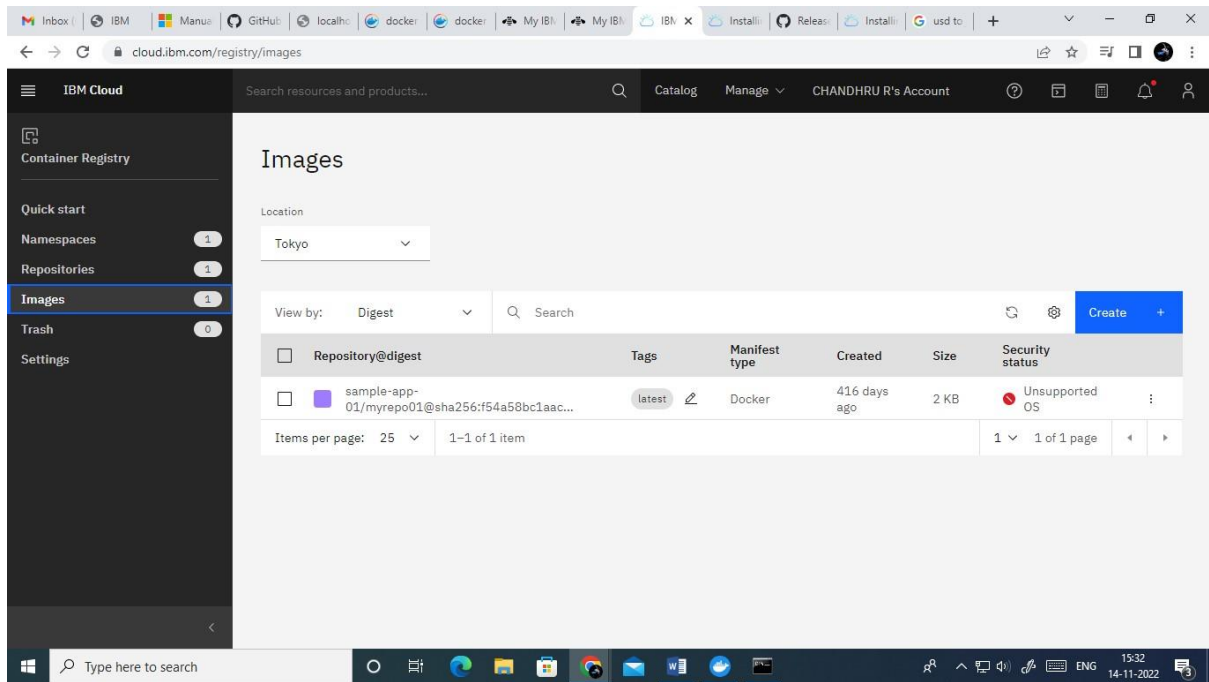 Inbox (
IBM
Manua
GitHub
localho
docker
docker
My IBM
My IBM
IBM
Installi
Release
Installi
usd to
cloud.ibm.com/registry/images
IBM Cloud
Search resources and products...
Catalog
Manage
CHANDHRU R's Account
Container Registry
Quick start
Namespaces 1
Repositories 1
Images 1
Trash 0
Settings
Images
Location
Tokyo
View by: Digest
Search
Create +
Repository@digest Tags Manifest type Created Size Security status
sample-app-
01/myrepo01@sha256:f54a58bc1aac...
latest
Docker
416 days
ago
2 KB
Unsupported
OS
Items per page: 25
1–1 of 1 item
1
1 of 1 page
Type here to search
ENG
15:32
14-11-2022
3